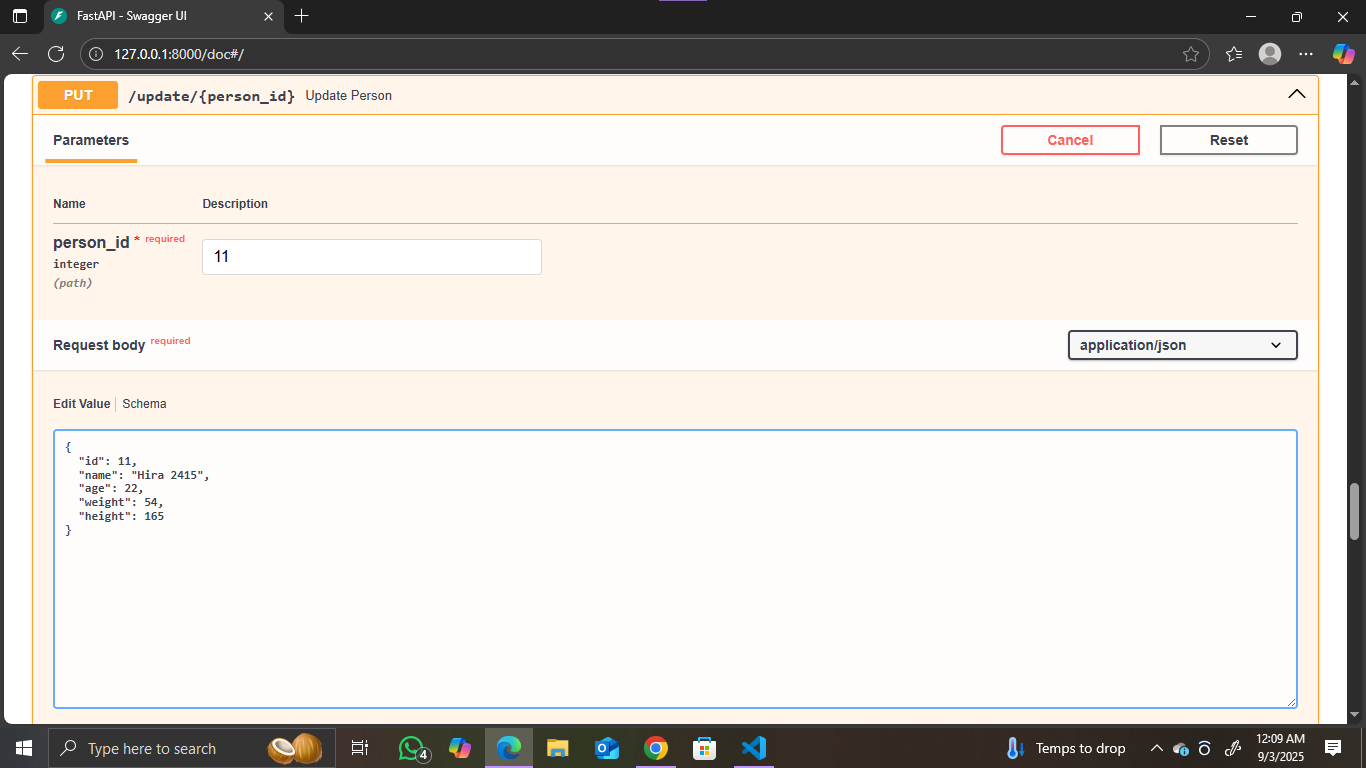 FastAPI - Swagger UI
127.0.0.1:8000/doc#/
PUT /update/{person_id} Update Person
Parameters
Cancel
Reset
Name Description
person_id * required
integer
(path)
11
Request body required
application/json
Edit Value Schema
{
"id": 11,
"name": "Hira 2415",
"age": 22,
"weight": 54,
"height": 165
}
Type here to search
4
Temps to drop
12:09 AM
9/3/2025